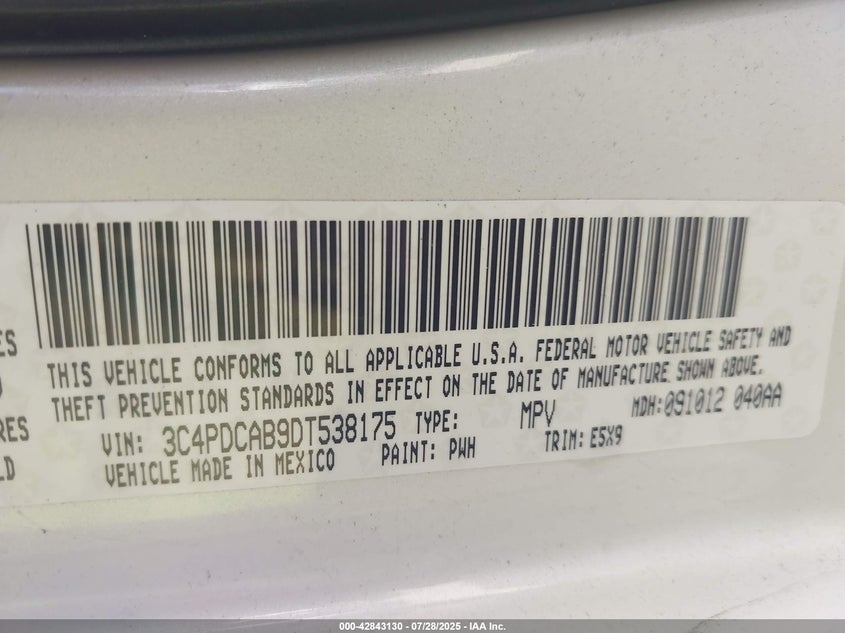 ES
THIS VEHICLE CONFORMS TO ALL APPLICABLE U.S.A. FEDERAL MOTOR VEHICLE SAFETY AND
THEFT PREVENTION STANDARDS IN EFFECT ON THE DATE OF MANUFACTURE SHOWN ABOVE.
RES
VIN: 3C4PDCAB9DT538175 TYPE: MPV MDH: 091012 040AA
LD
VEHICLE MADE IN MEXICO PAINT: PWH TRIM: E5X9
000-42843130 - 07/28/2025 - IAA Inc.